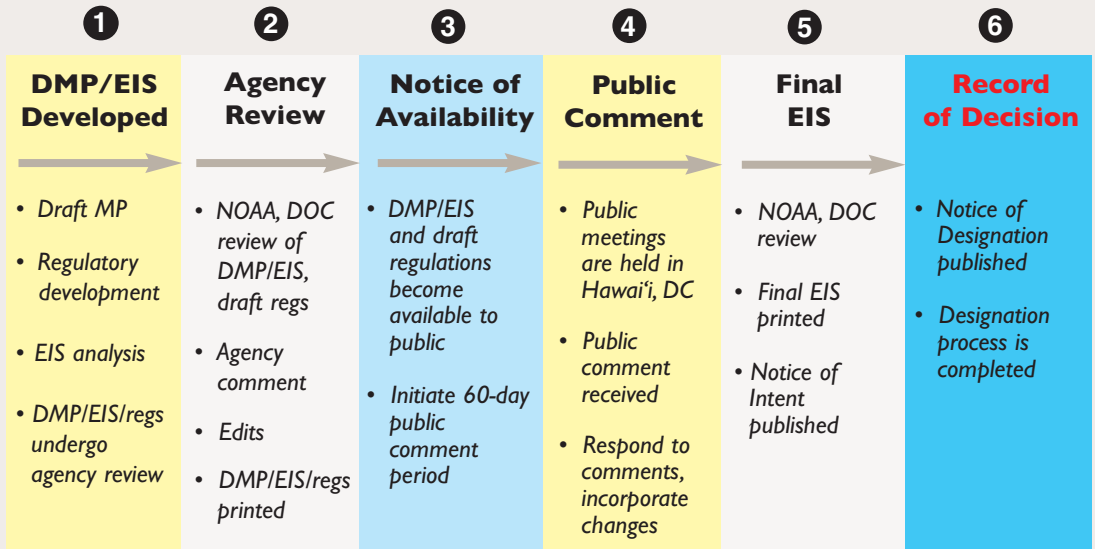 1
DMP/EIS
Developed
• Draft MP
• Regulatory
development
• EIS analysis
• DMP/EIS/regs
undergo
agency review
2
Agency
Review
• NOAA, DOC
review of
DMP/EIS,
draft regs
• Agency
comment
• Edits
• DMP/EIS/regs
printed
3
Notice of
Availability
• DMP/EIS
and draft
regulations
become
available to
public
• Initiate 60-day
public
comment
period
4
Public
Comment
• Public
meetings
are held in
Hawai‘i, DC
• Public
comment
received
• Respond to
comments,
incorporate
changes
5
Final
EIS
• NOAA, DOC
review
• Final EIS
printed
• Notice of
Intent
published
6
Record
of Decision
• Notice of
Designation
published
• Designation
process is
completed